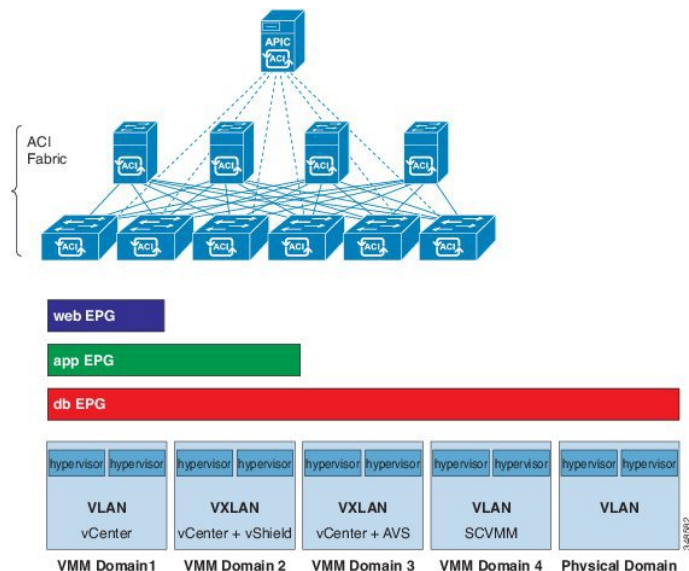 APIC
ACI
ACI
Fabric
ACI
ACI
ACI
ACI
ACI
ACI
ACI
ACI
ACI
ACI
web EPG
app EPG
db EPG
hypervisor hypervisor
VLAN
vCenter
VMM Domain1
hypervisor hypervisor
VXLAN
vCenter + vShield
VMM Domain 2
hypervisor hypervisor
VXLAN
vCenter + AVS
VMM Domain 3
hypervisor hypervisor
VLAN
SCVMM
VMM Domain 4
hypervisor hypervisor
VLAN
Physical Domain